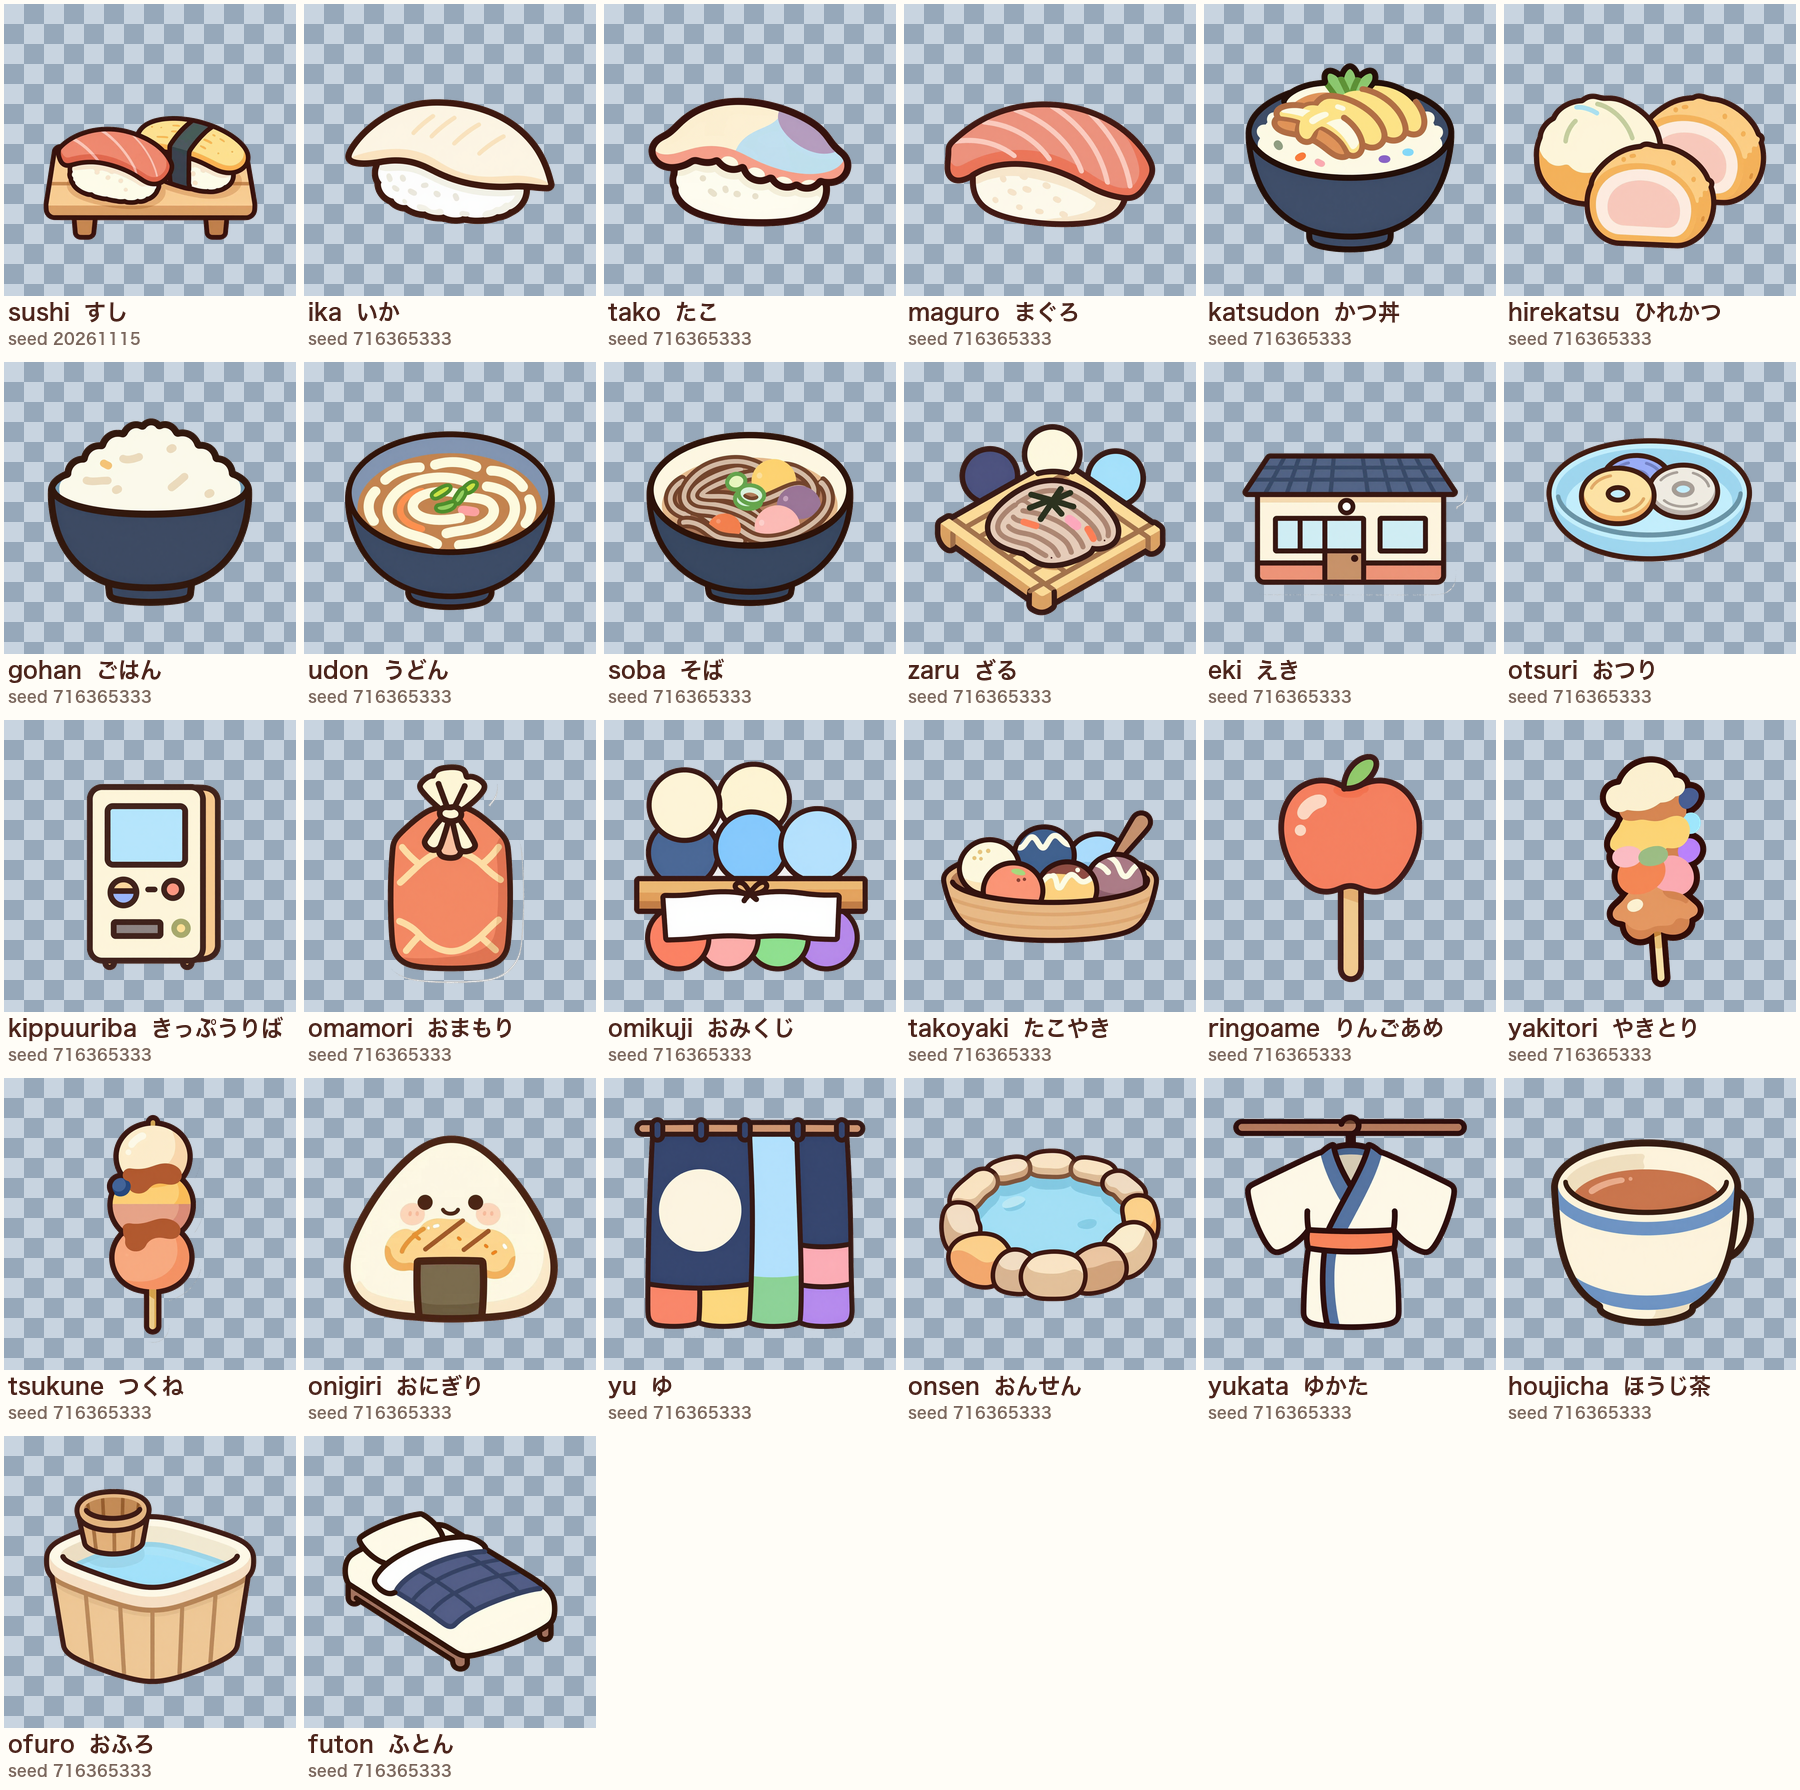 sushi すし
seed 20261115
ika いか
seed 716365333
tako たこ
seed 716365333
maguro まぐろ
seed 716365333
katsudon かつ丼
seed 716365333
hirekatsu ひれかつ
seed 716365333
gohan ごはん
seed 716365333
udon うどん
seed 716365333
soba そば
seed 716365333
zaru ざる
seed 716365333
eki えき
seed 716365333
otsuri おつり
seed 716365333
kippuuriba きっぷうりば
seed 716365333
omamori おまもり
seed 716365333
omikuji おみくじ
seed 716365333
takoyaki たこやき
seed 716365333
ringoame りんごあめ
seed 716365333
yakitori やきとり
seed 716365333
tsukune つくね
seed 716365333
onigiri おにぎり
seed 716365333
yu ゆ
seed 716365333
onsen おんせん
seed 716365333
yukata ゆかた
seed 716365333
houjicha ほうじ茶
seed 716365333
ofuro おふろ
seed 716365333
futon ふとん
seed 716365333